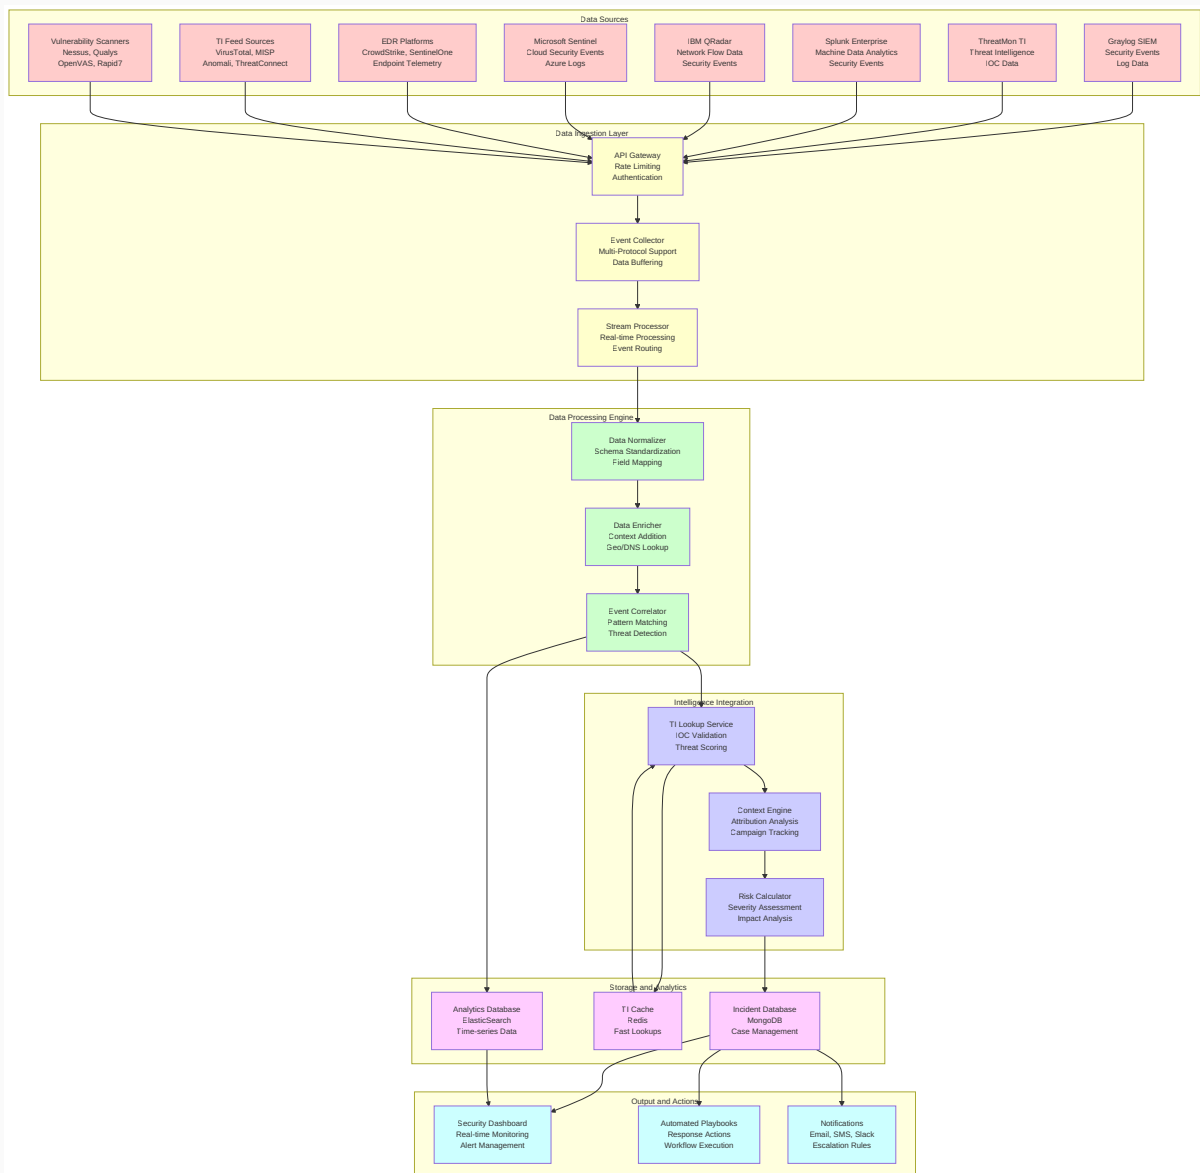 Data Sources
Vulnerability Scanners
Nessus, Qualys
OpenVAS, Rapid7
TI Feed Sources
VirusTotal, MISP
Anomali, ThreatConnect
EDR Platforms
CrowdStrike, SentinelOne
Endpoint Telemetry
Microsoft Sentinel
Cloud Security Events
Azure Logs
IBM QRadar
Network Flow Data
Security Events
Splunk Enterprise
Machine Data Analytics
Security Events
ThreatMon TI
Threat Intelligence
IOC Data
Graylog SIEM
Security Events
Log Data
Data Ingestion Layer
API Gateway
Rate Limiting
Authentication
Event Collector
Multi-Protocol Support
Data Buffering
Stream Processor
Real-time Processing
Event Routing
Data Processing Engine
Data Normalizer
Schema Standardization
Field Mapping
Data Enricher
Context Addition
Geo/DNS Lookup
Event Correlator
Pattern Matching
Threat Detection
Intelligence Integration
TI Lookup Service
IOC Validation
Threat Scoring
Context Engine
Attribution Analysis
Campaign Tracking
Risk Calculator
Severity Assessment
Impact Analysis
Storage and Analytics
Analytics Database
ElasticSearch
Time-series Data
TI Cache
Redis
Fast Lookups
Incident Database
MongoDB
Case Management
Output and Actions
Security Dashboard
Real-time Monitoring
Alert Management
Automated Playbooks
Response Actions
Workflow Execution
Notifications
Email, SMS, Slack
Escalation Rules